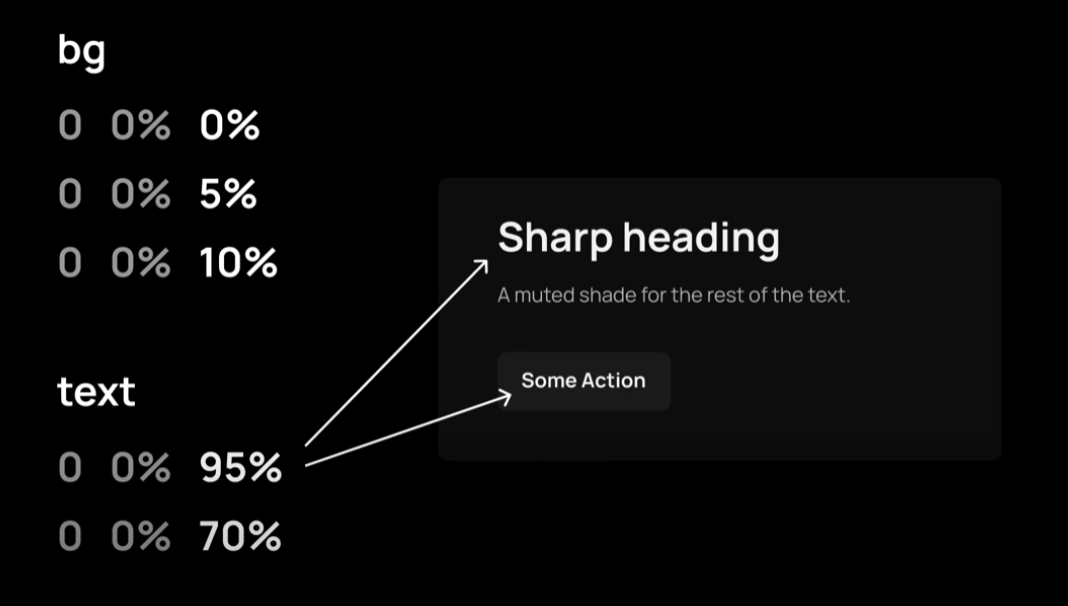 bg
0 0% 0%
0 0% 5%
0 0% 10%
text
0 0% 95%
0 0% 70%
Sharp heading
A muted shade for the rest of the text.
Some Action